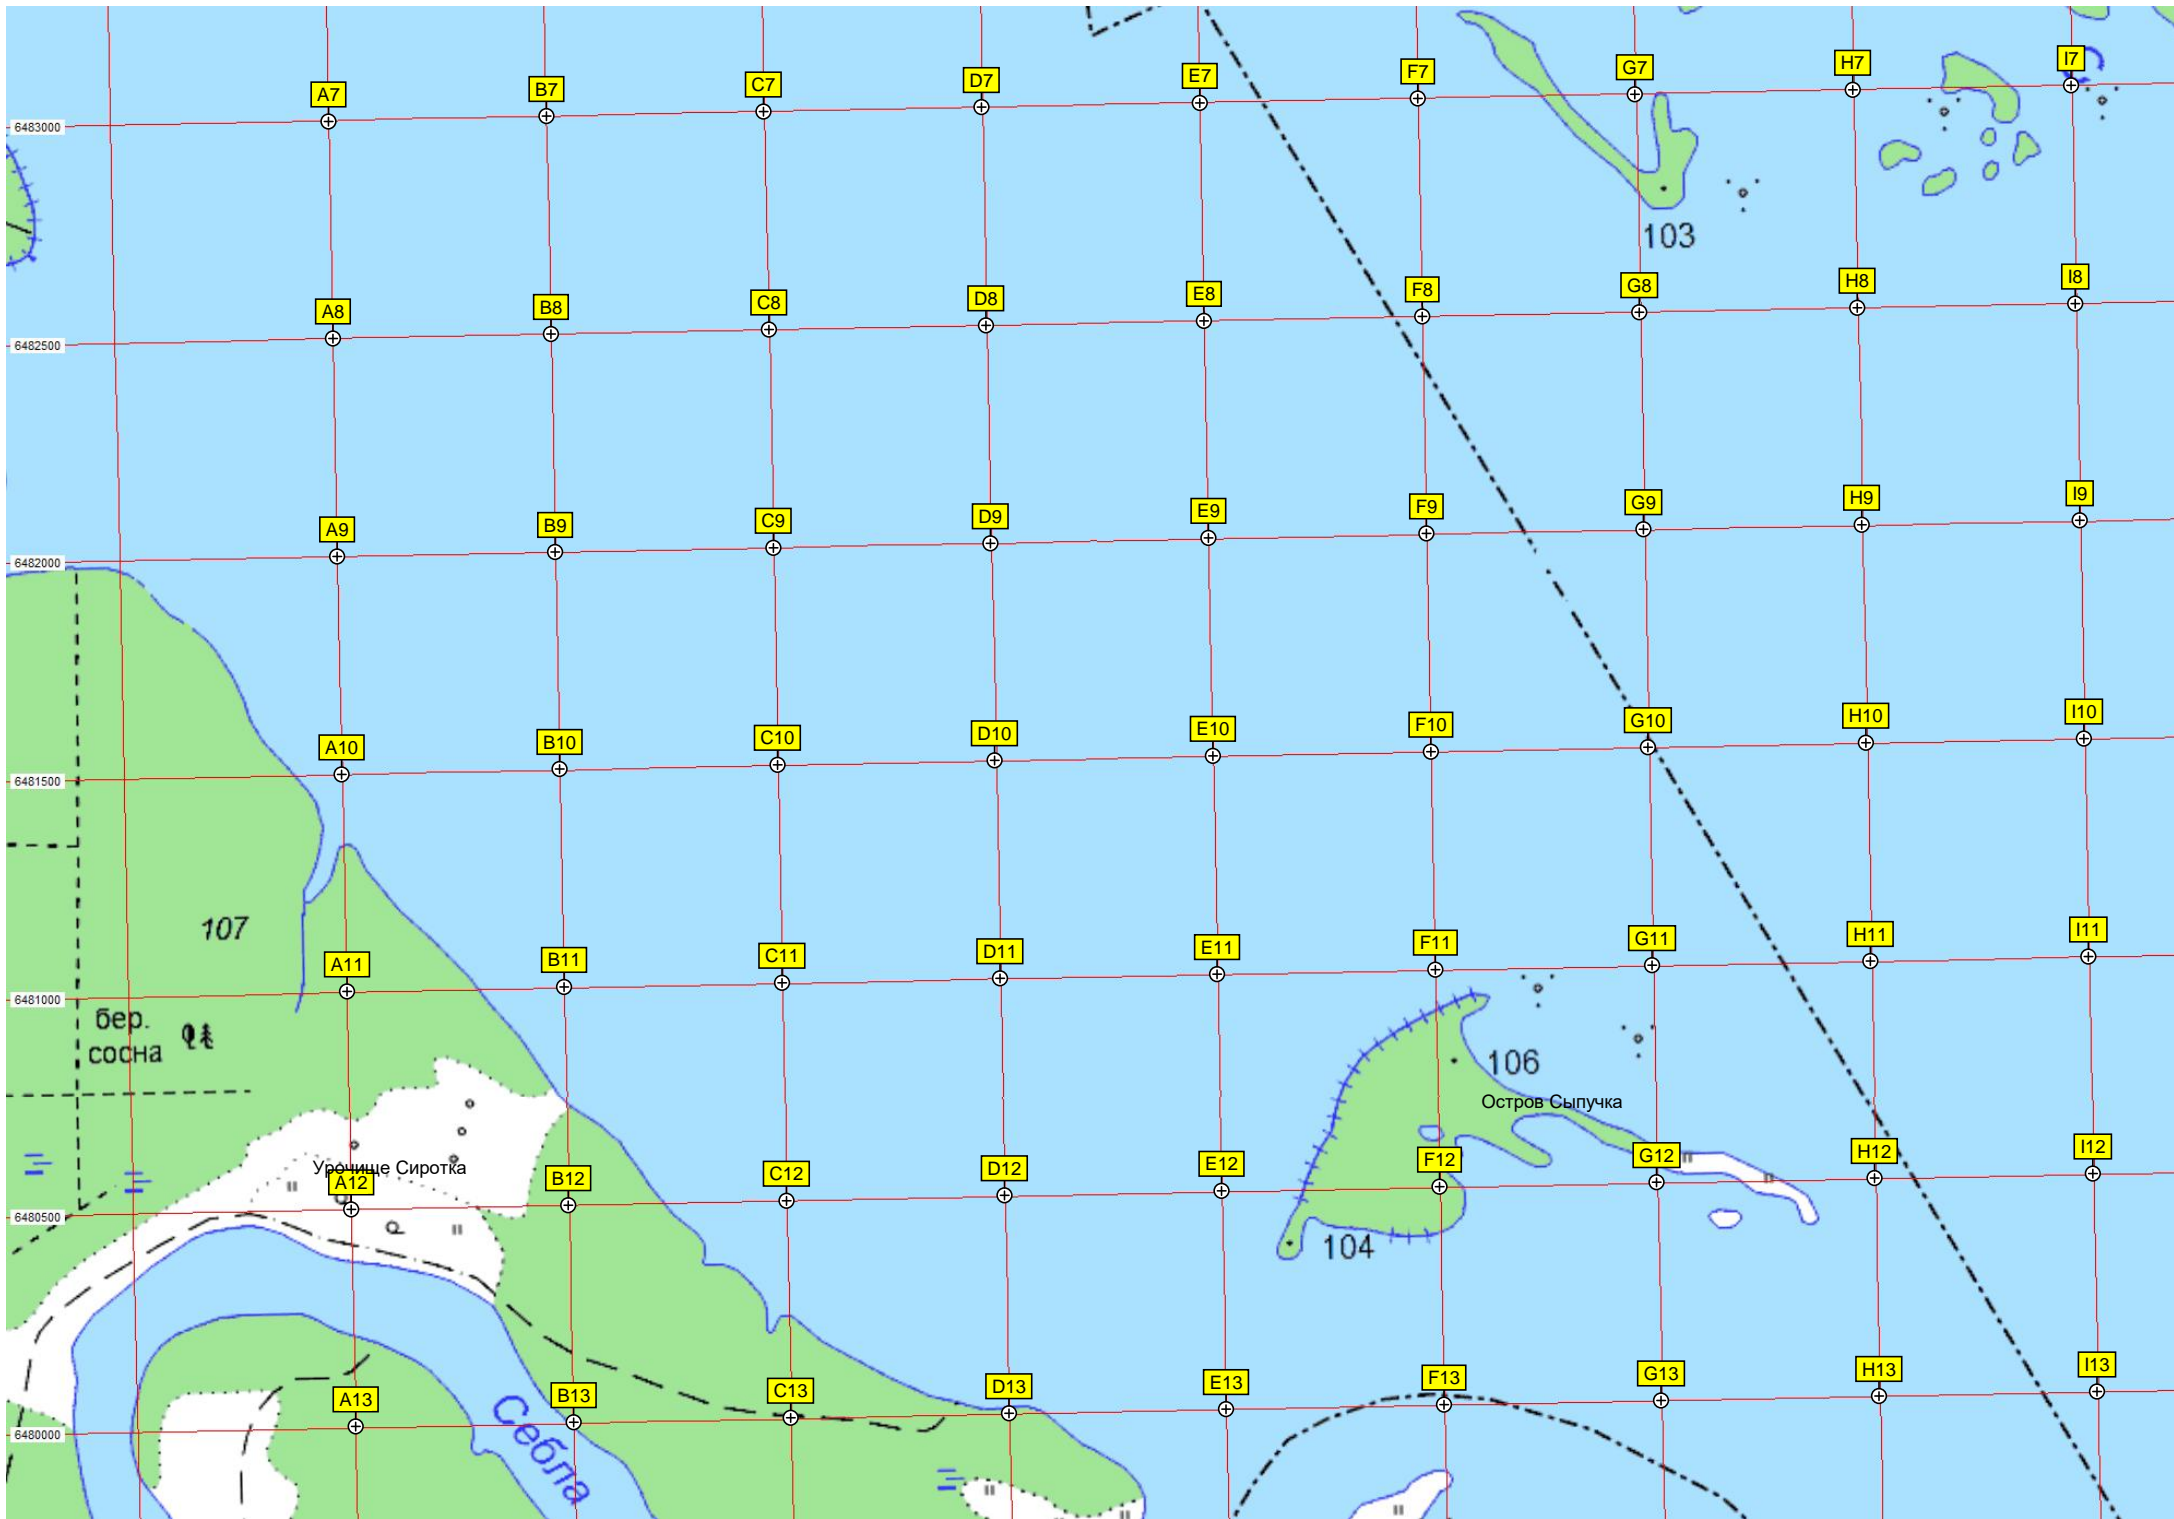 A7 B7 C7 D7 E7 F7 G7 H7 I7
6483000
103
A8 B8 C8 D8 E8 F8 G8 H8 I8
6482500
A9 B9 C9 D9 E9 F9 G9 H9 I9
6482000
A10 B10 C10 D10 E10 F10 G10 H10 I10
6481500
107
A11 B11 C11 D11 E11 F11 G11 H11 I11
6481000
бер.
сосна
106
Остров Сыпучка
Урочище Сиротка
A12 B12 C12 D12 E12 F12 G12 H12 I12
6480500
104
A13 B13 C13 D13 E13 F13 G13 H13 I13
6480000
Себла